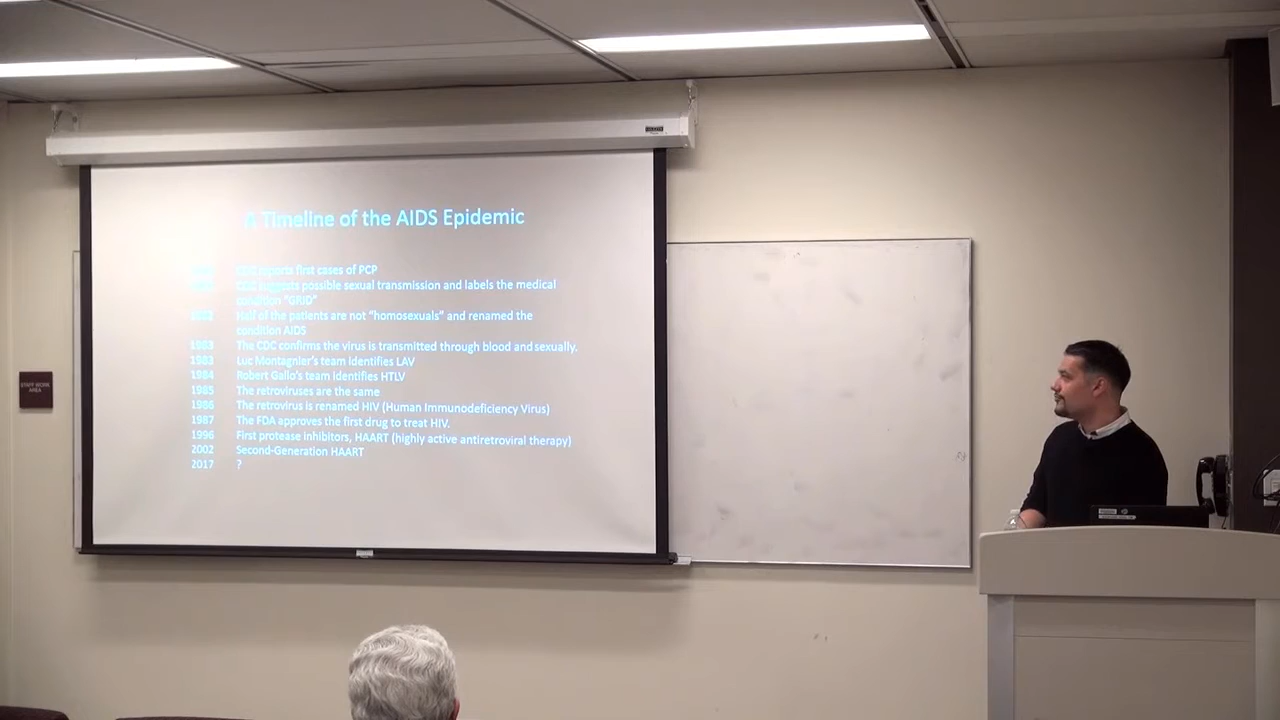 A Timeline of the AIDS Epidemic
CDC reports first cases of PCP
CDC suggests possible sexual transmission and labels the medical
condition "GRID"
1982 Half of the patients are not "homosexuals" and renamed the
condition AIDS
1983 The CDC confirms the virus is transmitted through blood and sexually.
1983 Luc Montagnier's team identifies LAV
1984 Robert Gallo's team identifies HTLV
1985 The retroviruses are the same
1986 The retrovirus is renamed HIV (Human Immunodeficiency Virus)
1987 The FDA approves the first drug to treat HIV.
1996 First protease inhibitors, HAART (highly active antiretroviral therapy)
2002 Second-Generation HAART
2017 ?
STAFF WORK
AREA